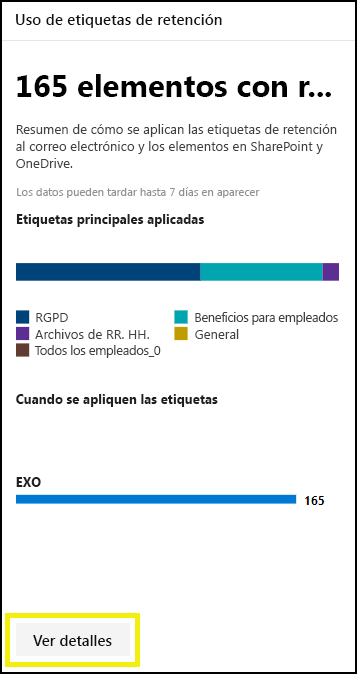 Uso de etiquetas de retención
165 elementos con r...
Resumen de cómo se aplican las etiquetas de retención
al correo electrónico y los elementos en SharePoint y
OneDrive.
Los datos pueden tardar hasta 7 días en aparecer
Etiquetas principales aplicadas
RGPD
Beneficios para empleados
Archivos de RR. HH.
General
Todos los empleados_0
Cuando se apliquen las etiquetas
EXO
165
Ver detalles